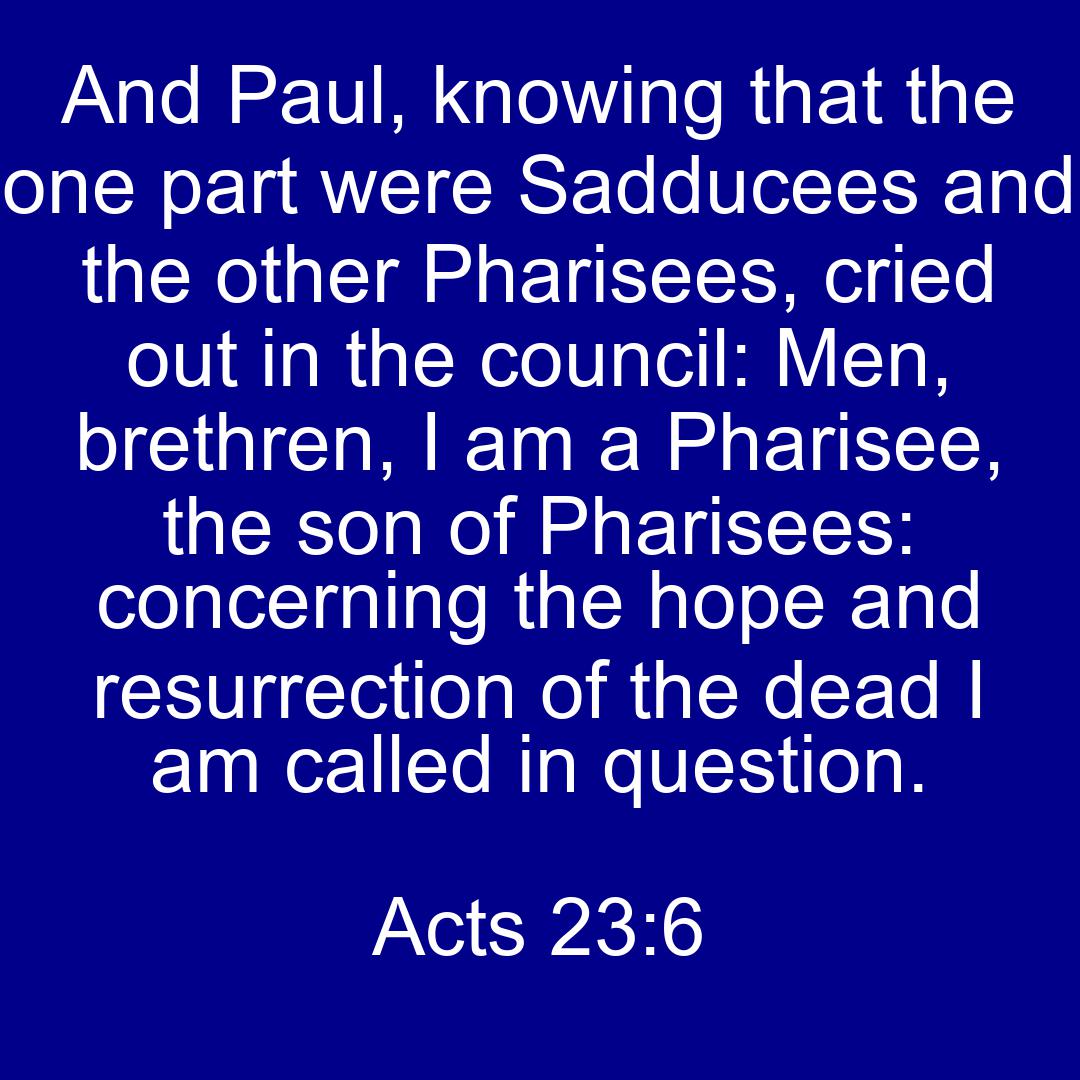 And Paul, knowing that the
one part were Sadducees and
the other Pharisees, cried
out in the council: Men,
brethren, I am a Pharisee,
the son of Pharisees:
concerning the hope and
resurrection of the dead I
am called in question.
Acts 23:6